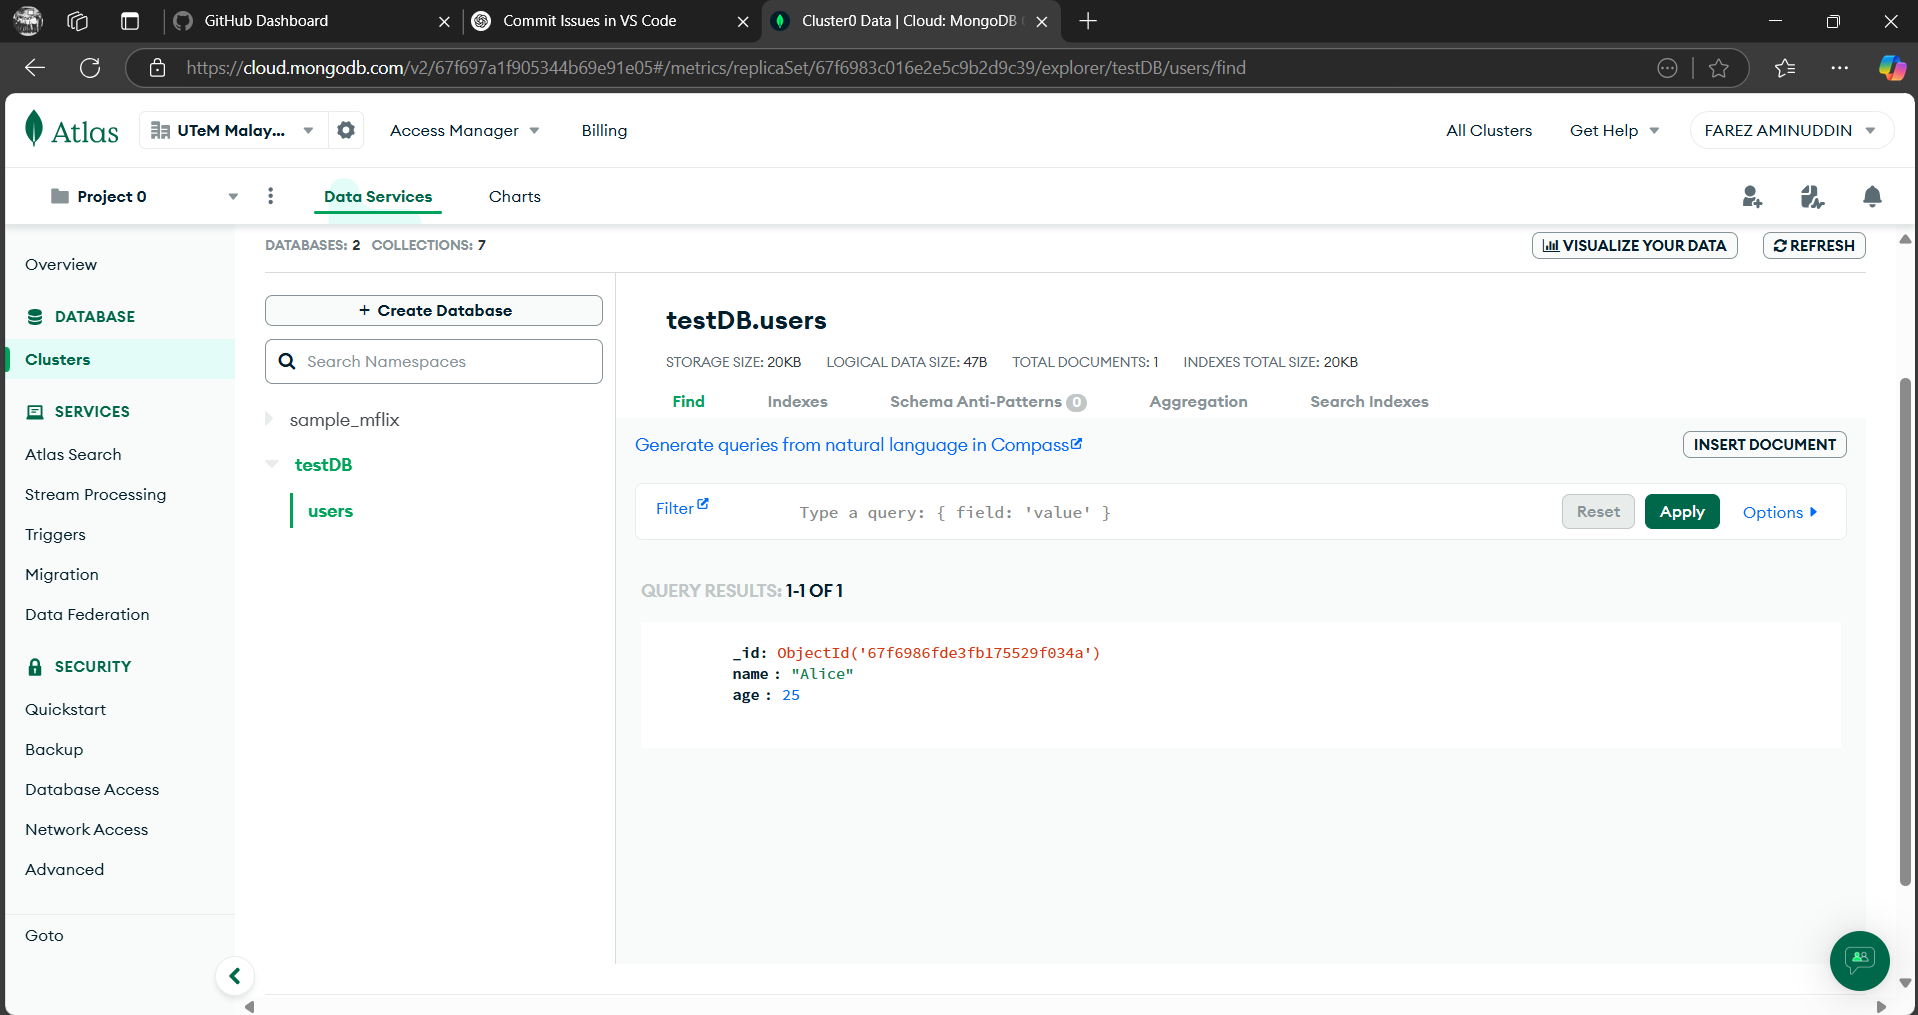 GitHub Dashboard
Commit Issues in VS Code
Cluster0 Data | Cloud: MongoDB
https://cloud.mongodb.com/v2/67f697a1f905344b69e91e05#/metrics/replicaSet/67f6983c016e2e5c9b2d9c39/explorer/testDB/users/find
Atlas
UTeM Malay...
Access Manager
Billing
All Clusters
Get Help
FAREZ AMINUDDIN
Project 0
Data Services
Charts
Overview
DATABASE
Clusters
SERVICES
Atlas Search
Stream Processing
Triggers
Migration
Data Federation
SECURITY
Quickstart
Backup
Database Access
Network Access
Advanced
Goto
DATABASES: 2 COLLECTIONS: 7
VISUALIZE YOUR DATA
REFRESH
+ Create Database
Search Namespaces
sample_mflix
testDB
users
testDB.users
STORAGE SIZE: 20KB LOGICAL DATA SIZE: 47B TOTAL DOCUMENTS: 1 INDEXES TOTAL SIZE: 20KB
Find
Indexes
Schema Anti-Patterns 0
Aggregation
Search Indexes
Generate queries from natural language in Compass
INSERT DOCUMENT
Filter
Type a query: { field: 'value' }
Reset
Apply
Options
QUERY RESULTS: 1-1 OF 1
_id: ObjectId('67f6986fde3fb175529f034a')
name : "Alice"
age : 25